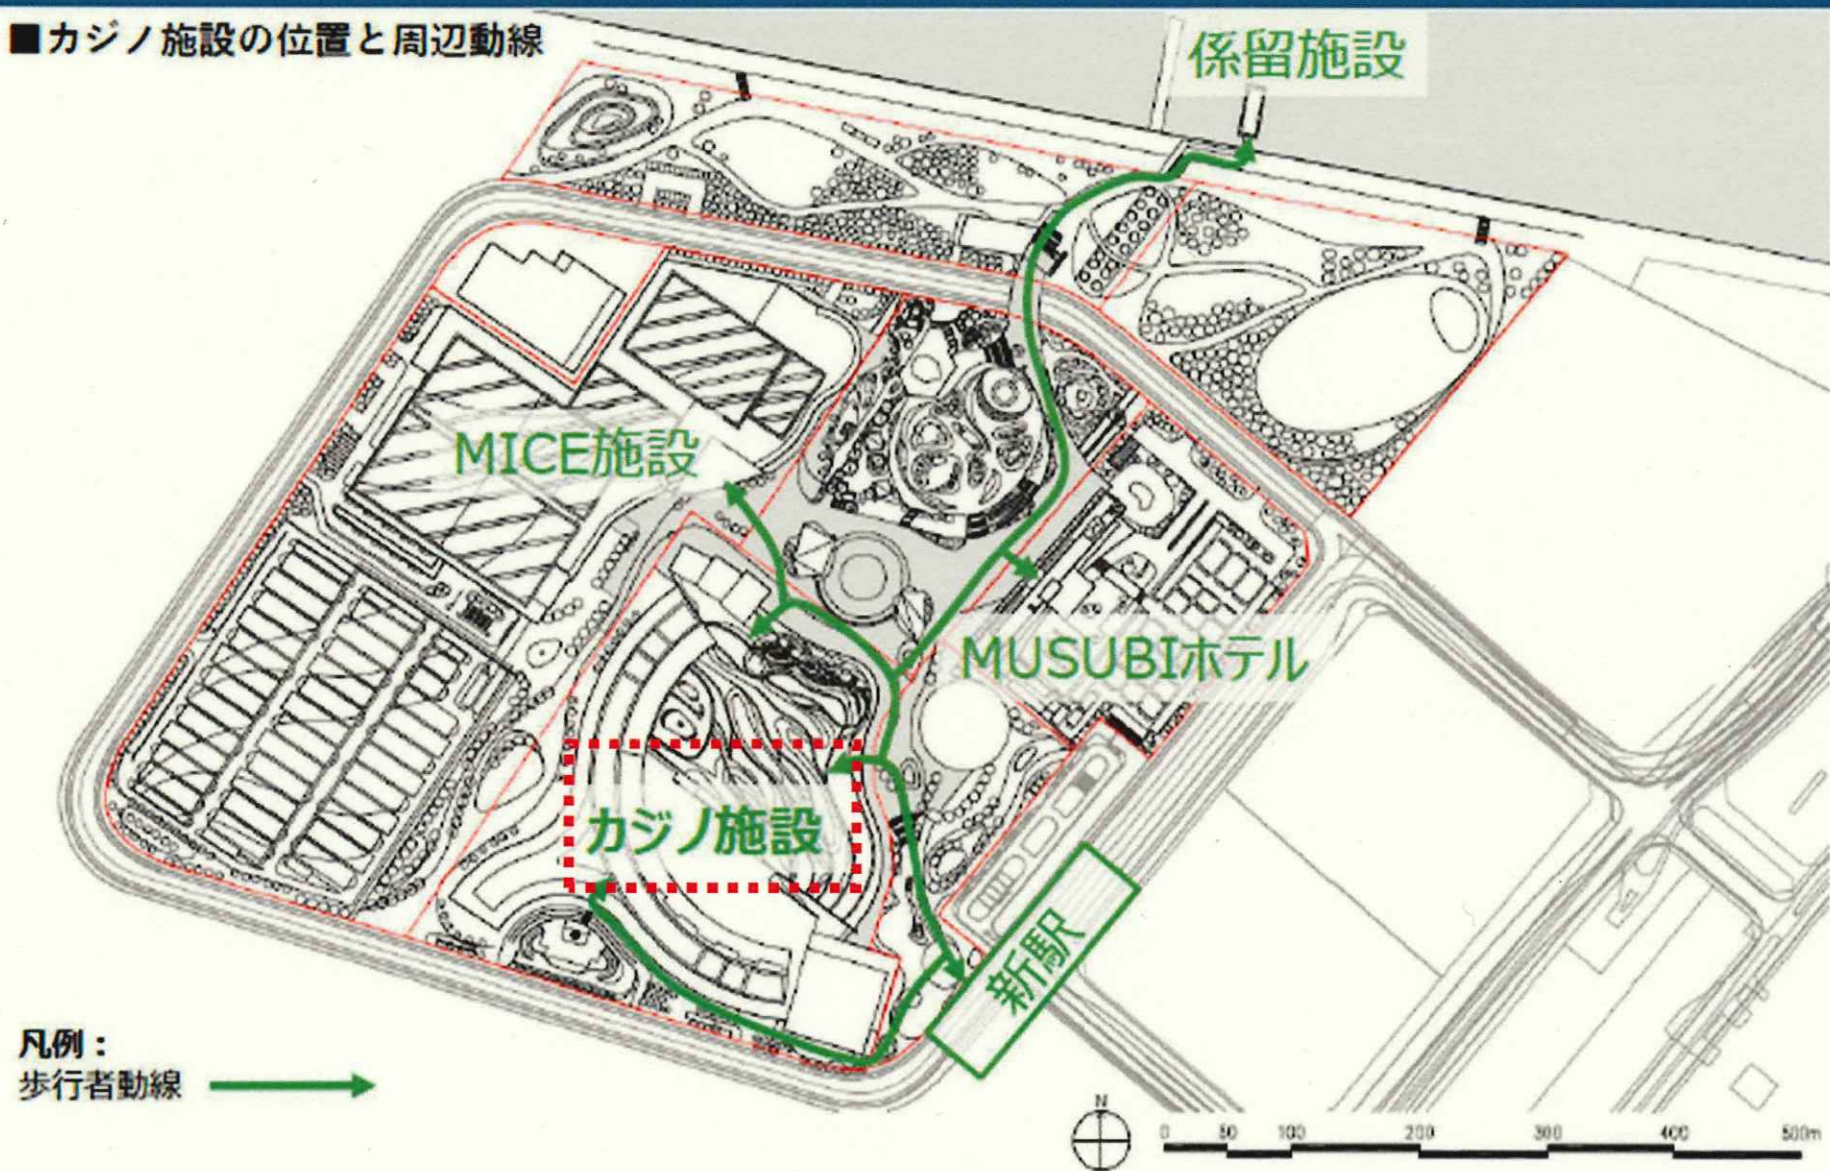 ■カジノ施設の位置と周辺動線
係留施設
MICE施設
MUSUBIホテル
カジノ施設
新駅
凡例：
歩行者動線
N
0 50 100 200 300 400 500m